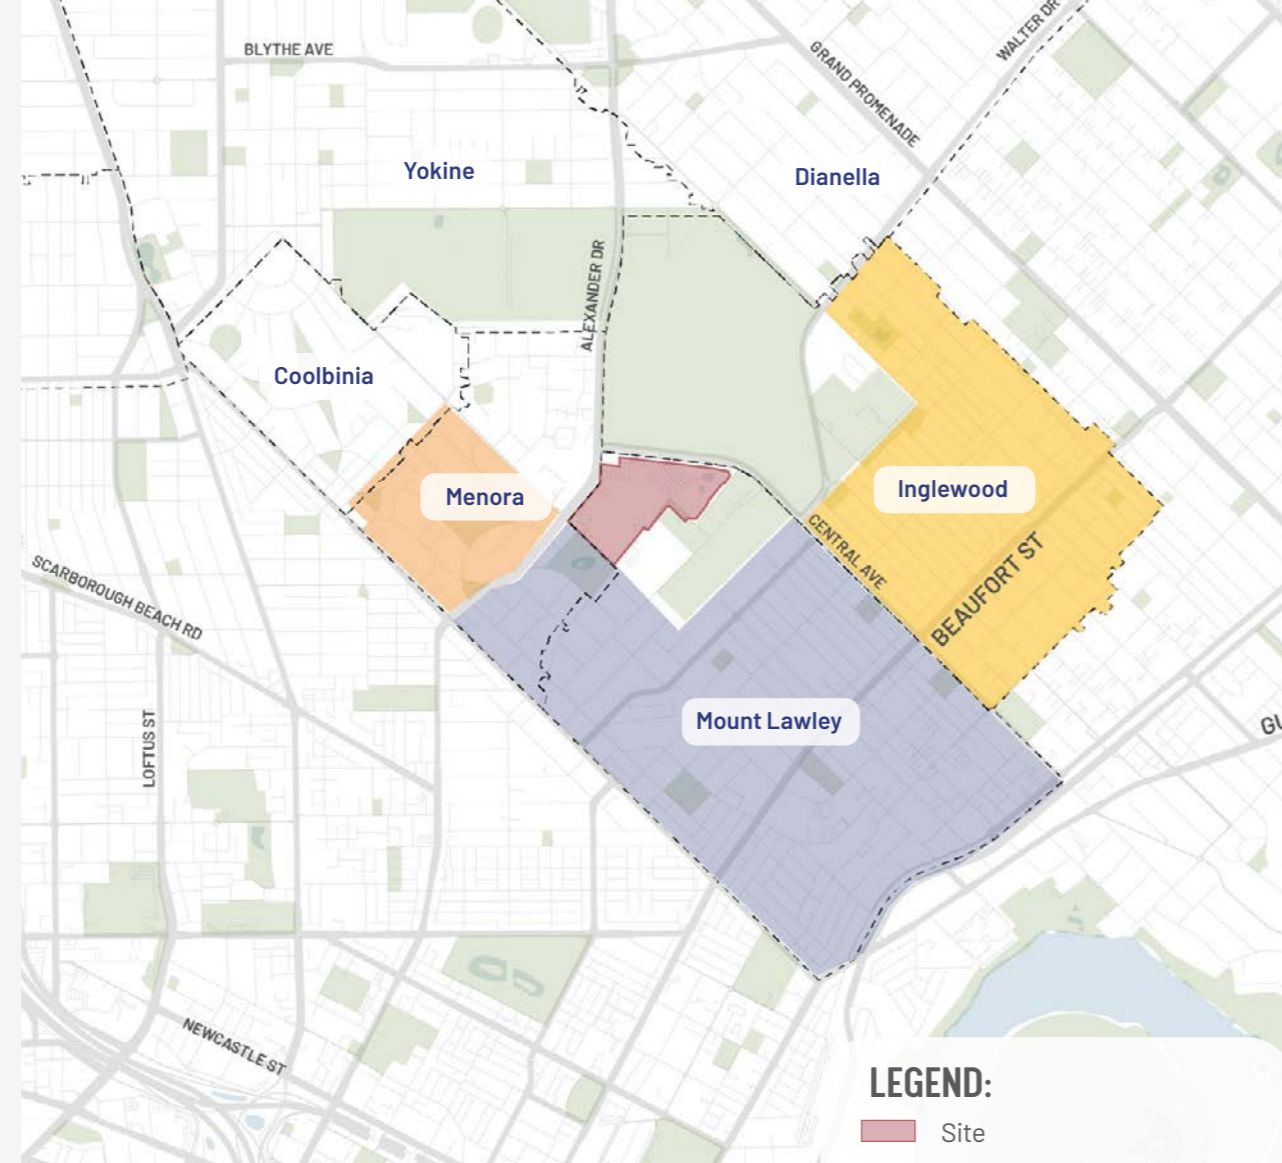 BLYTHE AVE
GRAND PROMENADE
WALTER DR
Yokine
Dianella
ALEXANDER DR
Coolbinia
Menora
Inglewood
CENTRAL AVE
BEAUFORT ST
SCARBOROUGH BEACH RD
LOFTUS ST
Mount Lawley
GU
NEWCASTLE ST
LEGEND:
Site